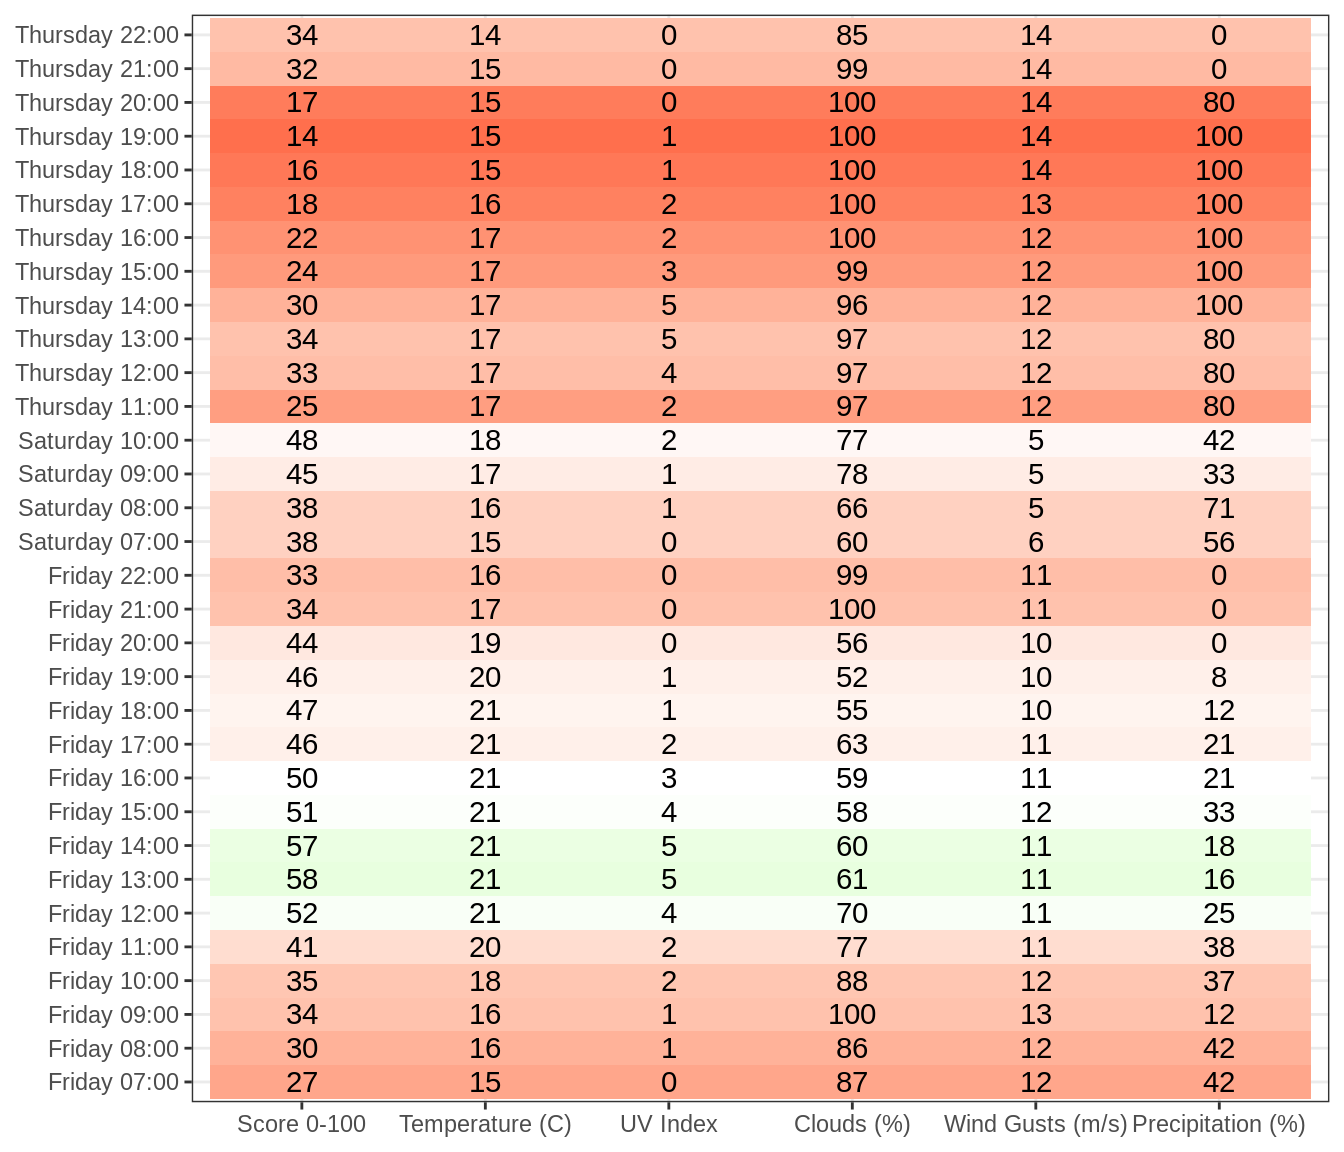 Thursday 22:00 34 14 0 85 14 0
Thursday 21:00 32 15 0 99 14 0
Thursday 20:00 17 15 0 100 14 80
Thursday 19:00 14 15 1 100 14 100
Thursday 18:00 16 15 1 100 14 100
Thursday 17:00 18 16 2 100 13 100
Thursday 16:00 22 17 2 100 12 100
Thursday 15:00 24 17 3 99 12 100
Thursday 14:00 30 17 5 96 12 100
Thursday 13:00 34 17 5 97 12 80
Thursday 12:00 33 17 4 97 12 80
Thursday 11:00 25 17 2 97 12 80
Saturday 10:00 48 18 2 77 5 42
Saturday 09:00 45 17 1 78 5 33
Saturday 08:00 38 16 1 66 5 71
Saturday 07:00 38 15 0 60 6 56
Friday 22:00 33 16 0 99 11 0
Friday 21:00 34 17 0 100 11 0
Friday 20:00 44 19 0 56 10 0
Friday 19:00 46 20 1 52 10 8
Friday 18:00 47 21 1 55 10 12
Friday 17:00 46 21 2 63 11 21
Friday 16:00 50 21 3 59 11 21
Friday 15:00 51 21 4 58 12 33
Friday 14:00 57 21 5 60 11 18
Friday 13:00 58 21 5 61 11 16
Friday 12:00 52 21 4 70 11 25
Friday 11:00 41 20 2 77 11 38
Friday 10:00 35 18 2 88 12 37
Friday 09:00 34 16 1 100 13 12
Friday 08:00 30 16 1 86 12 42
Friday 07:00 27 15 0 87 12 42
Score 0-100 Temperature (C) UV Index Clouds (%) Wind Gusts (m/s) Precipitation (%)